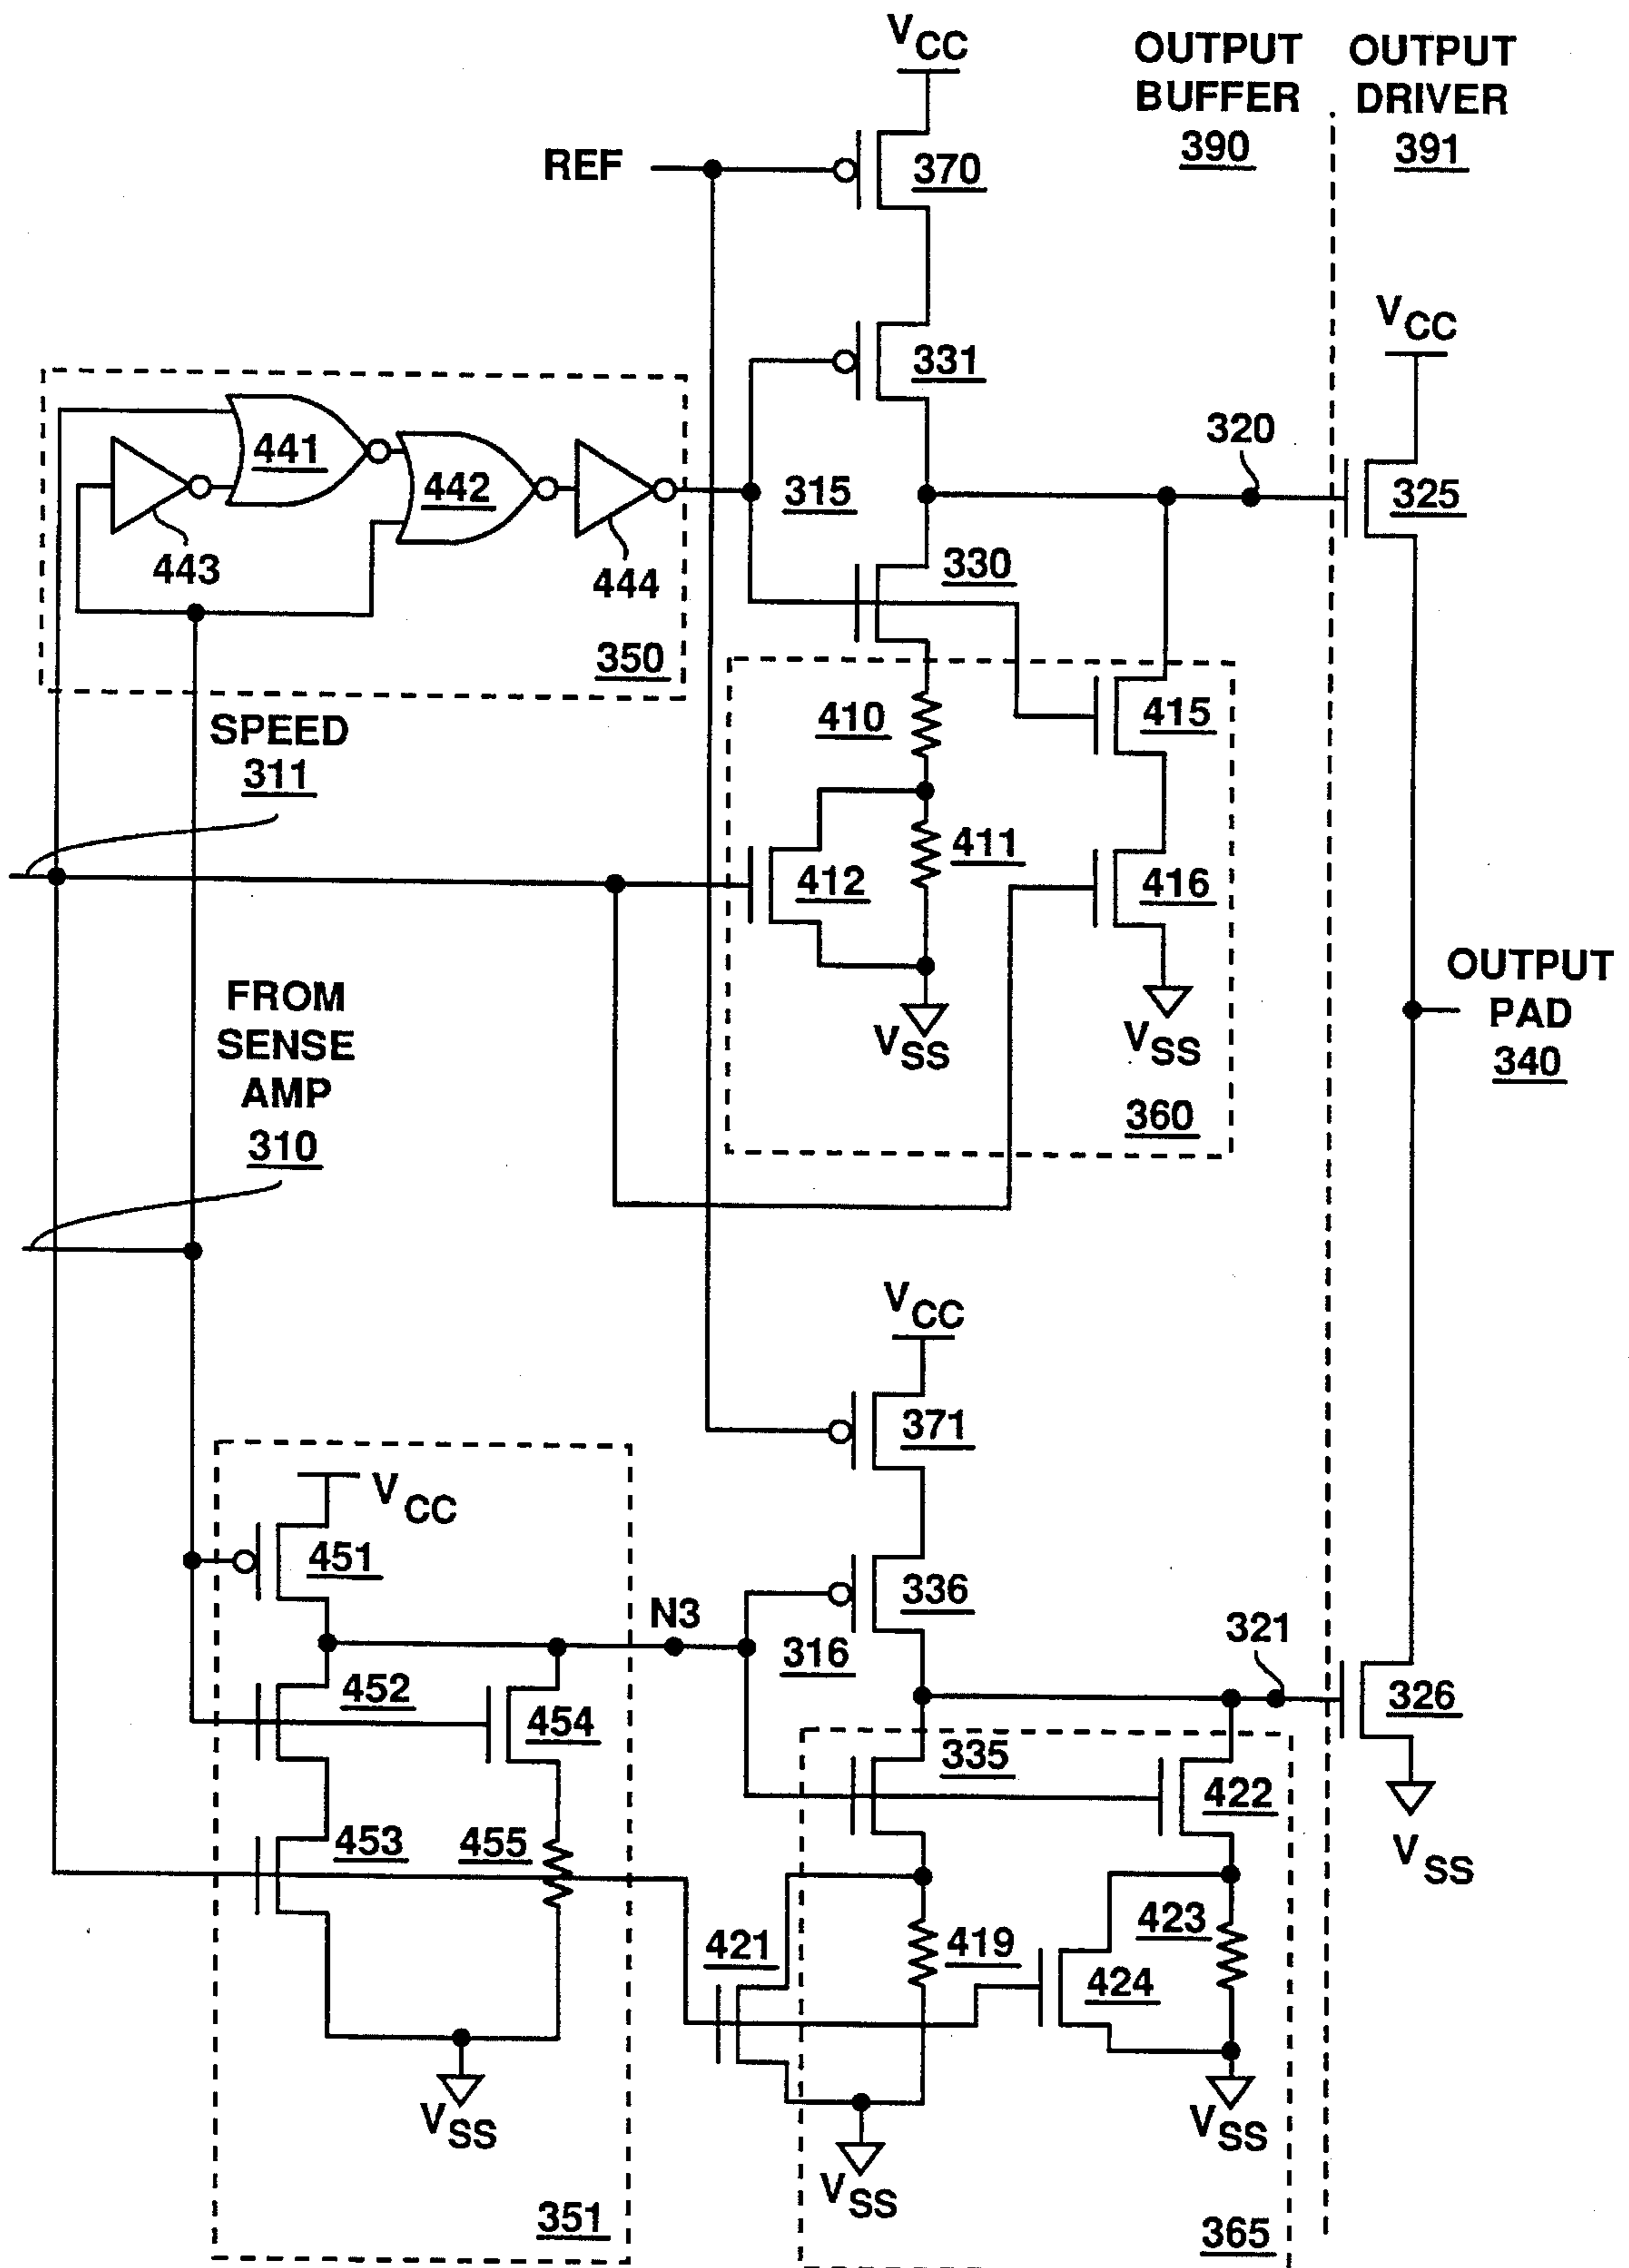 VCC
OUTPUT
BUFFER
390
OUTPUT
DRIVER
391
REF
370
VCC
331
320
441
442
315
325
443
444
330
350
SPEED
311
410
415
412
411
416
FROM
SENSE
AMP
310
VSS
VSS
OUTPUT
PAD
340
360
VCC
371
VCC
451
336
N3
316
321
452
454
335
326
422
453
455
VSS
421
419
423
424
VSS
VSS
VSS
351
365